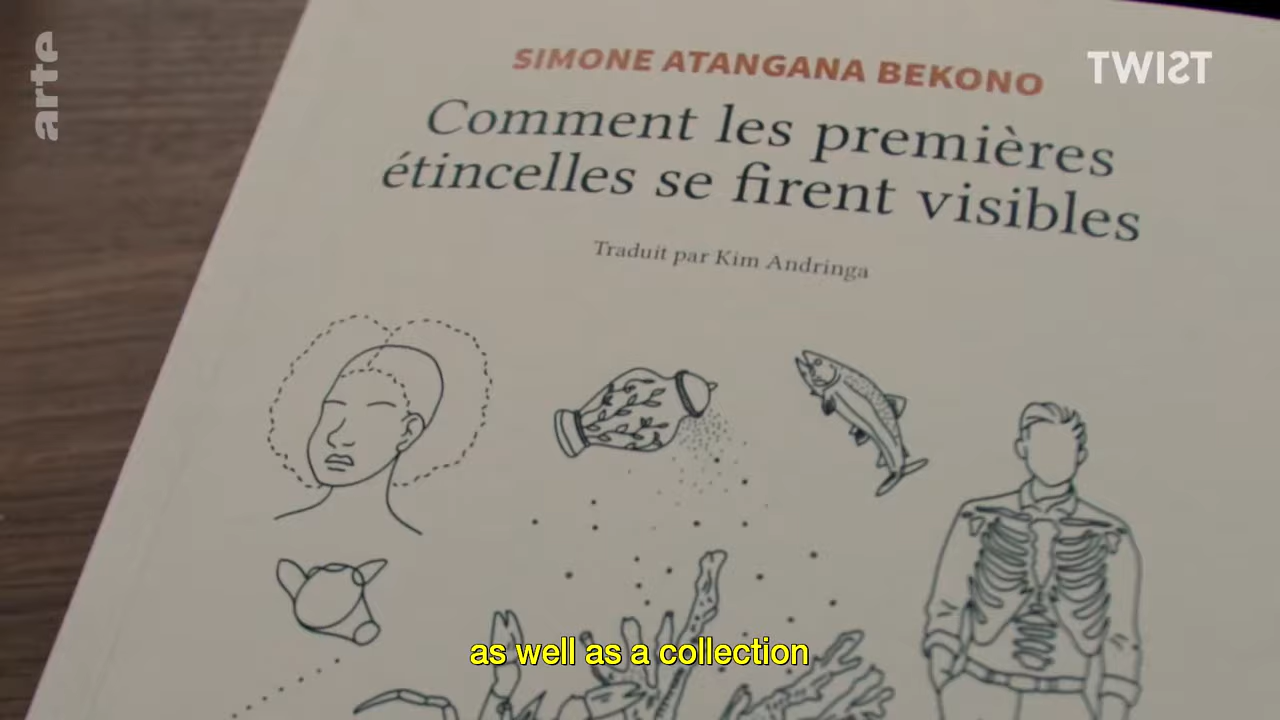 arte
TWIST
SIMONE ATANGANA BEKONO
Comment les premières
étincelles se firent visibles
Traduit par Kim Andringa
as well as a collection